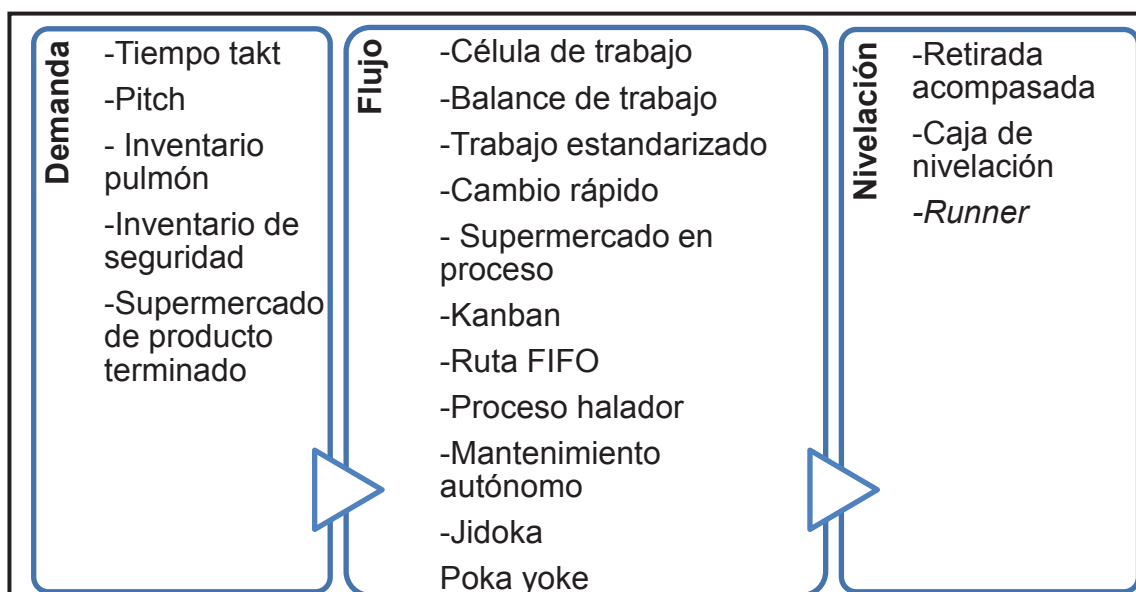 Demanda
-Tiempo takt
-Pitch
- Inventario
pulmón
-Inventario de
seguridad
-Supermercado
de producto
terminado
Flujo
-Célula de trabajo
-Balance de trabajo
-Trabajo estandarizado
-Cambio rápido
- Supermercado en
proceso
-Kanban
-Ruta FIFO
-Proceso halador
-Mantenimiento
autónomo
-Jidoka
Poka yoke
Nivelación
-Retirada
acompasada
-Caja de
nivelación
-Runner